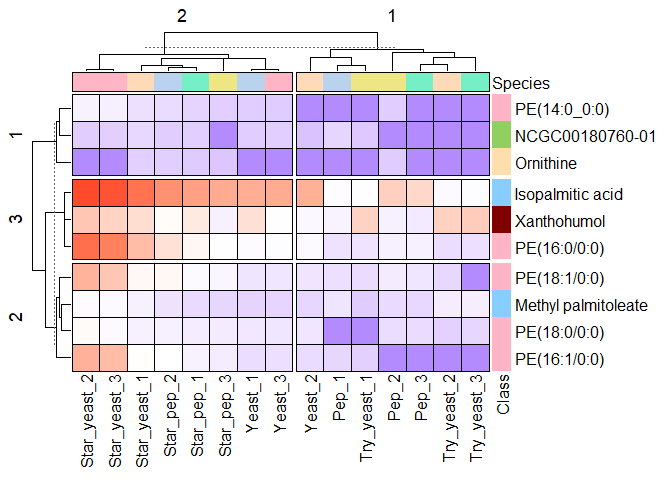 2 1
Species
1
PE(14:0_0:0)
NCGC00180760-01
Ornithine
3
Isopalmitic acid
Xanthohumol
PE(16:0/0:0)
2
PE(18:1/0:0)
Methyl palmitoleate
PE(18:0/0:0)
PE(16:1/0:0)
Star_yeast_2
Star_yeast_3
Star_yeast_1
Star_pep_2
Star_pep_1
Star_pep_3
Yeast_1
Yeast_3
Yeast_2
Pep_1
Try_yeast_1
Pep_2
Pep_3
Try_yeast_2
Try_yeast_3
Class